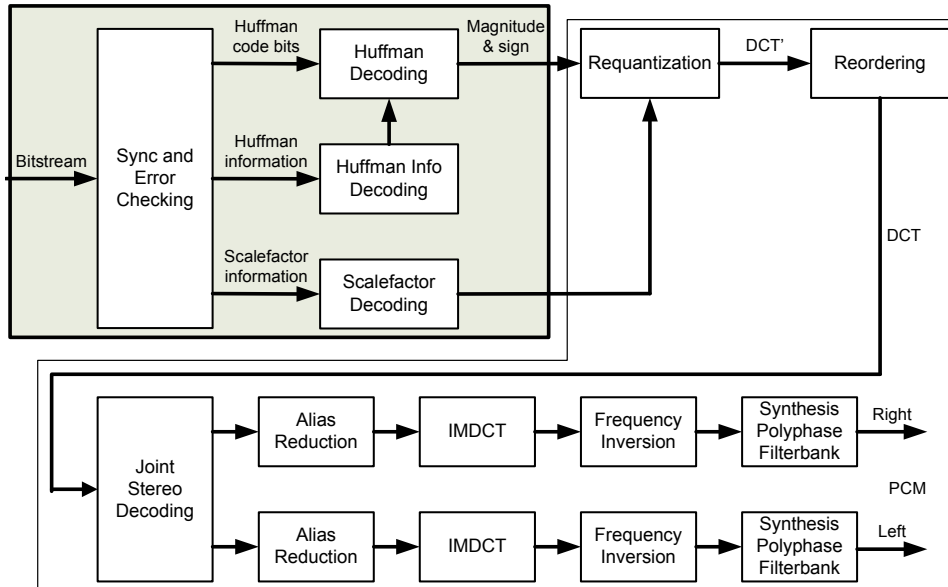 Bitstream
Sync and
Error
Checking
Huffman
code bits
Huffman
Decoding
Magnitude
& sign
Huffman
information
Huffman Info
Decoding
Scalefactor
information
Scalefactor
Decoding
Requantization
DCT'
Reordering
DCT
Joint
Stereo
Decoding
Alias
Reduction
IMDCT
Frequency
Inversion
Synthesis
Polyphase
Filterbank
Right
PCM
Alias
Reduction
IMDCT
Frequency
Inversion
Synthesis
Polyphase
Filterbank
Left